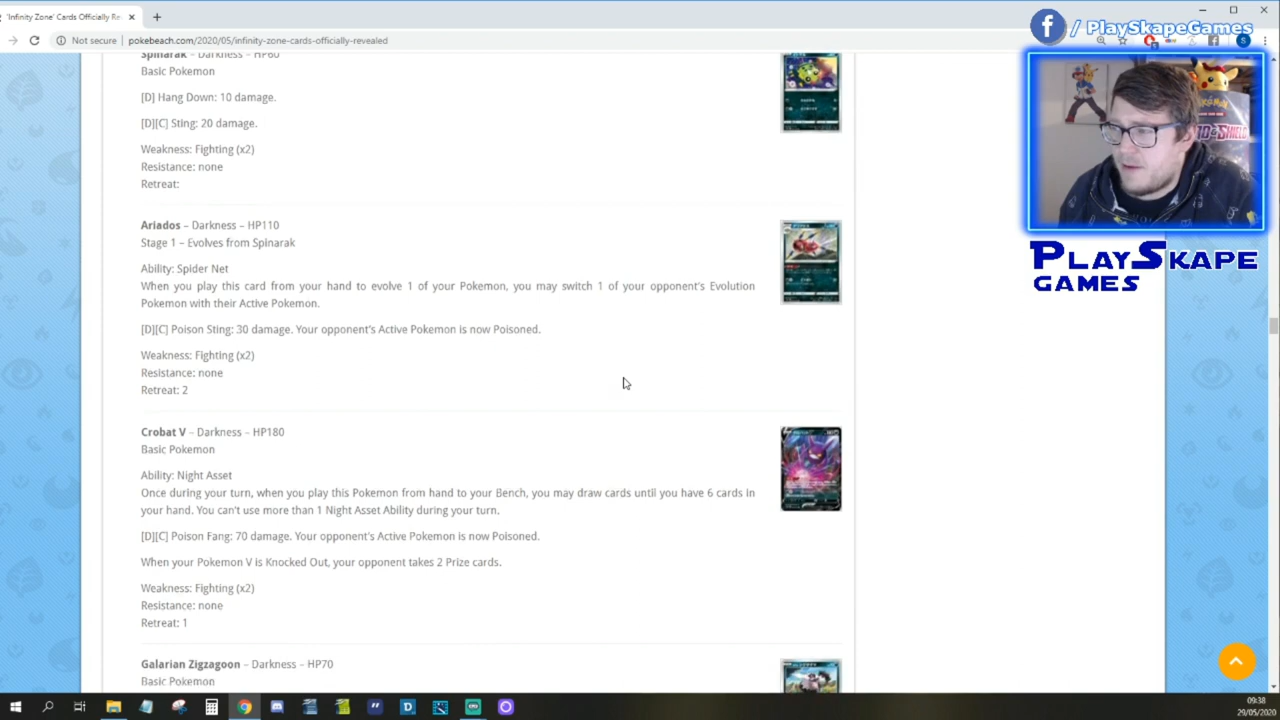 'Infinity Zone' Cards Officially Re
/ PlaySkapeGames
Not secure | pokebeach.com/2020/05/infinity-zone-cards-officially-revealed
Spinarak – Darkness – HP60
Basic Pokemon
[D] Hang Down: 10 damage.
[D][C] Sting: 20 damage.
Weakness: Fighting (x2)
Resistance: none
Retreat:
Ariados – Darkness – HP110
Stage 1 – Evolves from Spinarak
Ability: Spider Net
When you play this card from your hand to evolve 1 of your Pokemon, you may switch 1 of your opponent's Evolution
Pokemon with their Active Pokemon.
[D][C] Poison Sting: 30 damage. Your opponent's Active Pokemon is now Poisoned.
Weakness: Fighting (x2)
Resistance: none
Retreat: 2
Crobat V – Darkness – HP180
Basic Pokemon
Ability: Night Asset
Once during your turn, when you play this Pokemon from hand to your Bench, you may draw cards until you have 6 cards in
your hand. You can't use more than 1 Night Asset Ability during your turn.
[D][C] Poison Fang: 70 damage. Your opponent's Active Pokemon is now Poisoned.
When your Pokemon V is Knocked Out, your opponent takes 2 Prize cards.
Weakness: Fighting (x2)
Resistance: none
Retreat: 1
Galarian Zigzagoon – Darkness – HP70
Basic Pokemon
PLAYSKAPE
GAMES
09:38
29/05/2020